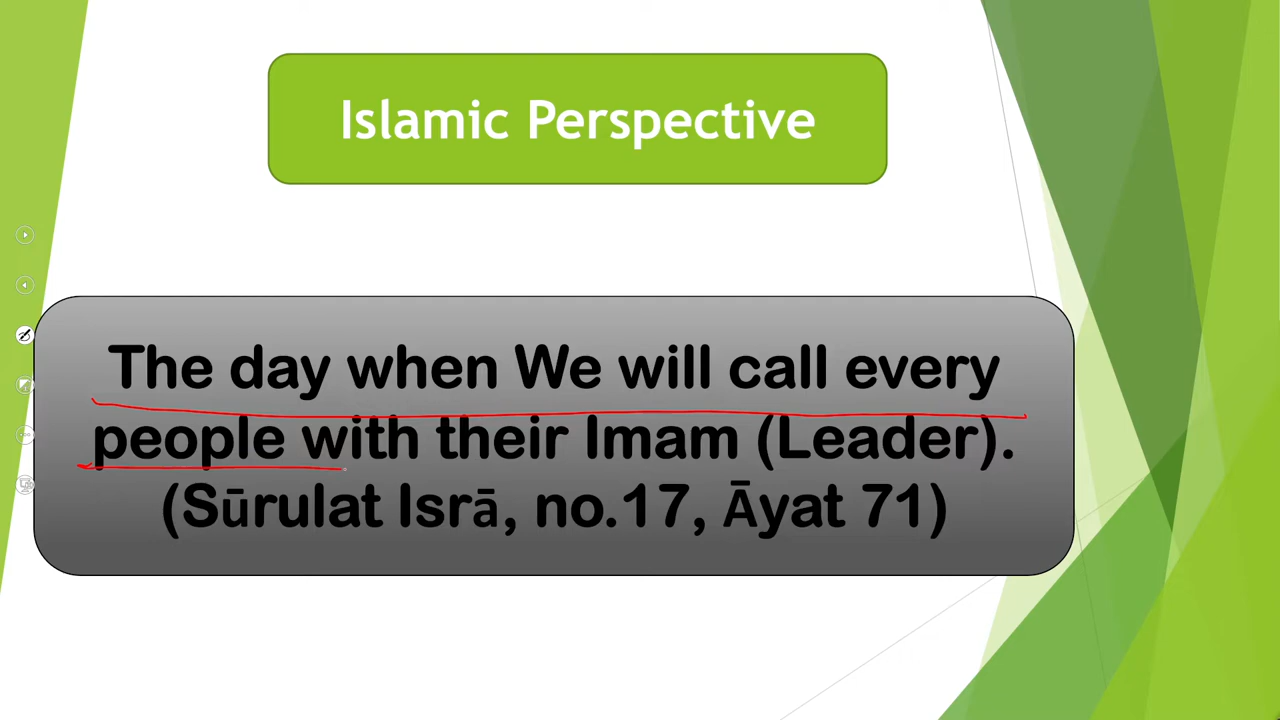 Islamic Perspective
The day when We will call every
people with their Imam (Leader).
(Sūrulat Isrā, no.17, Āyat 71)